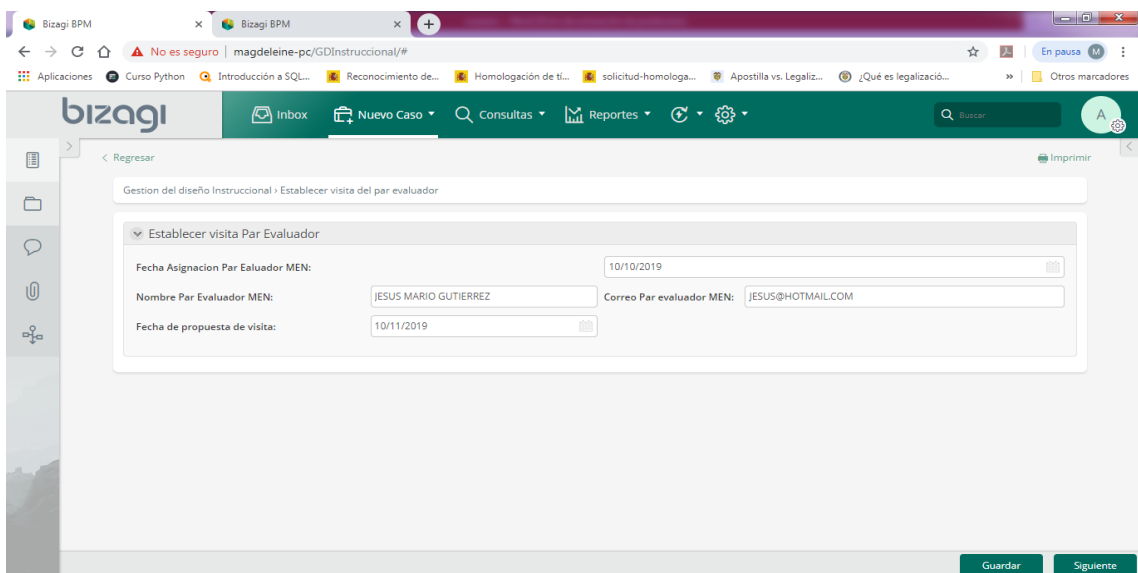 Bizagi BPM Bizagi BPM
No es seguro | magdeleine-pc/GDInstruccional/# En pausa M
Aplicaciones Curso Python Introducción a SQL... Reconocimiento de... Homologación de tí... solicitud-homologa... Apostilla vs. Legaliz... ¿Qué es legalizació... » Otros marcadores
bizagi Inbox Nuevo Caso Consultas Reportes Buscar A
< Regresar Imprimir
Gestion del diseño Instruccional › Establecer visita del par evaluador
Establecer visita Par Evaluador
Fecha Asignacion Par Ealuador MEN: 10/10/2019
Nombre Par Evaluador MEN: JESUS MARIO GUTIERREZ Correo Par evaluador MEN: JESUS@HOTMAIL.COM
Fecha de propuesta de visita: 10/11/2019
Guardar Siguiente